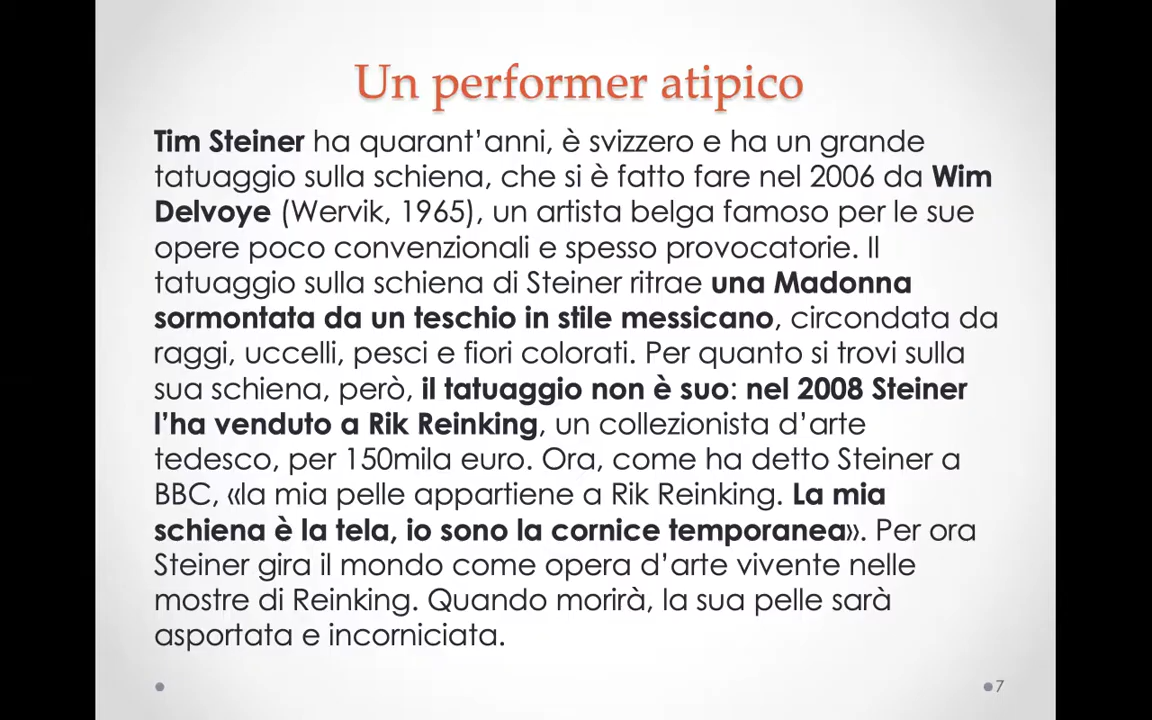 Un performer atipico
Tim Steiner ha quarant’anni, è svizzero e ha un grande
tatuaggio sulla schiena, che si è fatto fare nel 2006 da Wim
Delvoye (Wervik, 1965), un artista belga famoso per le sue
opere poco convenzionali e spesso provocatorie. Il
tatuaggio sulla schiena di Steiner ritrae una Madonna
sormontata da un teschio in stile messicano, circondata da
raggi, uccelli, pesci e fiori colorati. Per quanto si trovi sulla
sua schiena, però, il tatuaggio non è suo: nel 2008 Steiner
l’ha venduto a Rik Reinking, un collezionista d’arte
tedesco, per 150mila euro. Ora, come ha detto Steiner a
BBC, «la mia pelle appartiene a Rik Reinking. La mia
schiena è la tela, io sono la cornice temporanea». Per ora
Steiner gira il mondo come opera d’arte vivente nelle
mostre di Reinking. Quando morirà, la sua pelle sarà
asportata e incorniciata.
7